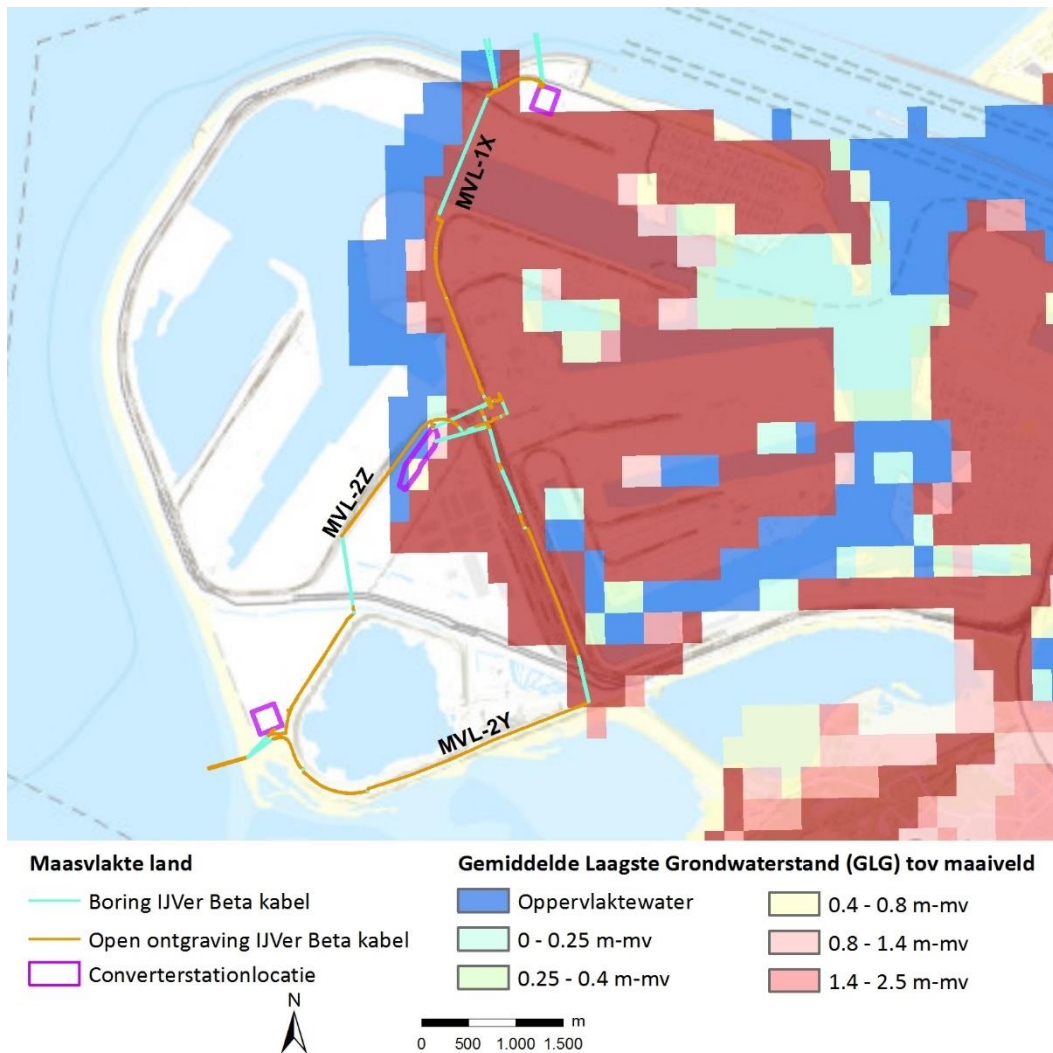 MVL-1X
MVL-2Z
MVL-2Y
Maasvlakte land
Boring IJVer Beta kabel
Open ontgraving IJVer Beta kabel
Converterstationlocatie
Gemiddelde Laagste Grondwaterstand (GLG) tov maaiveld
Oppervlaktewater
0 - 0.25 m-mv
0.25 - 0.4 m-mv
0.4 - 0.8 m-mv
0.8 - 1.4 m-mv
1.4 - 2.5 m-mv
N
m
0 500 1.000 1.500